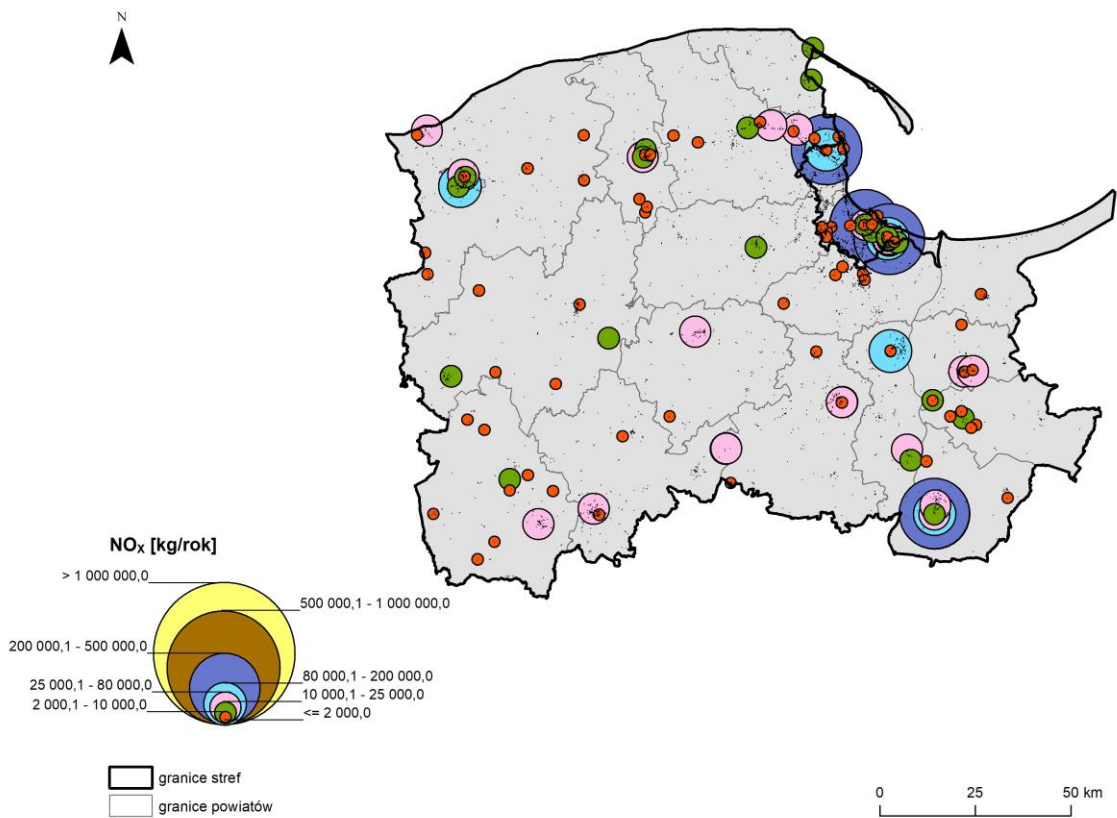 N
NOx [kg/rok]
> 1 000 000,0
500 000,1 - 1 000 000,0
200 000,1 - 500 000,0
80 000,1 - 200 000,0
25 000,1 - 80 000,0
10 000,1 - 25 000,0
2 000,1 - 10 000,0
<= 2 000,0
granice stref
granice powiatów
0 25 50 km